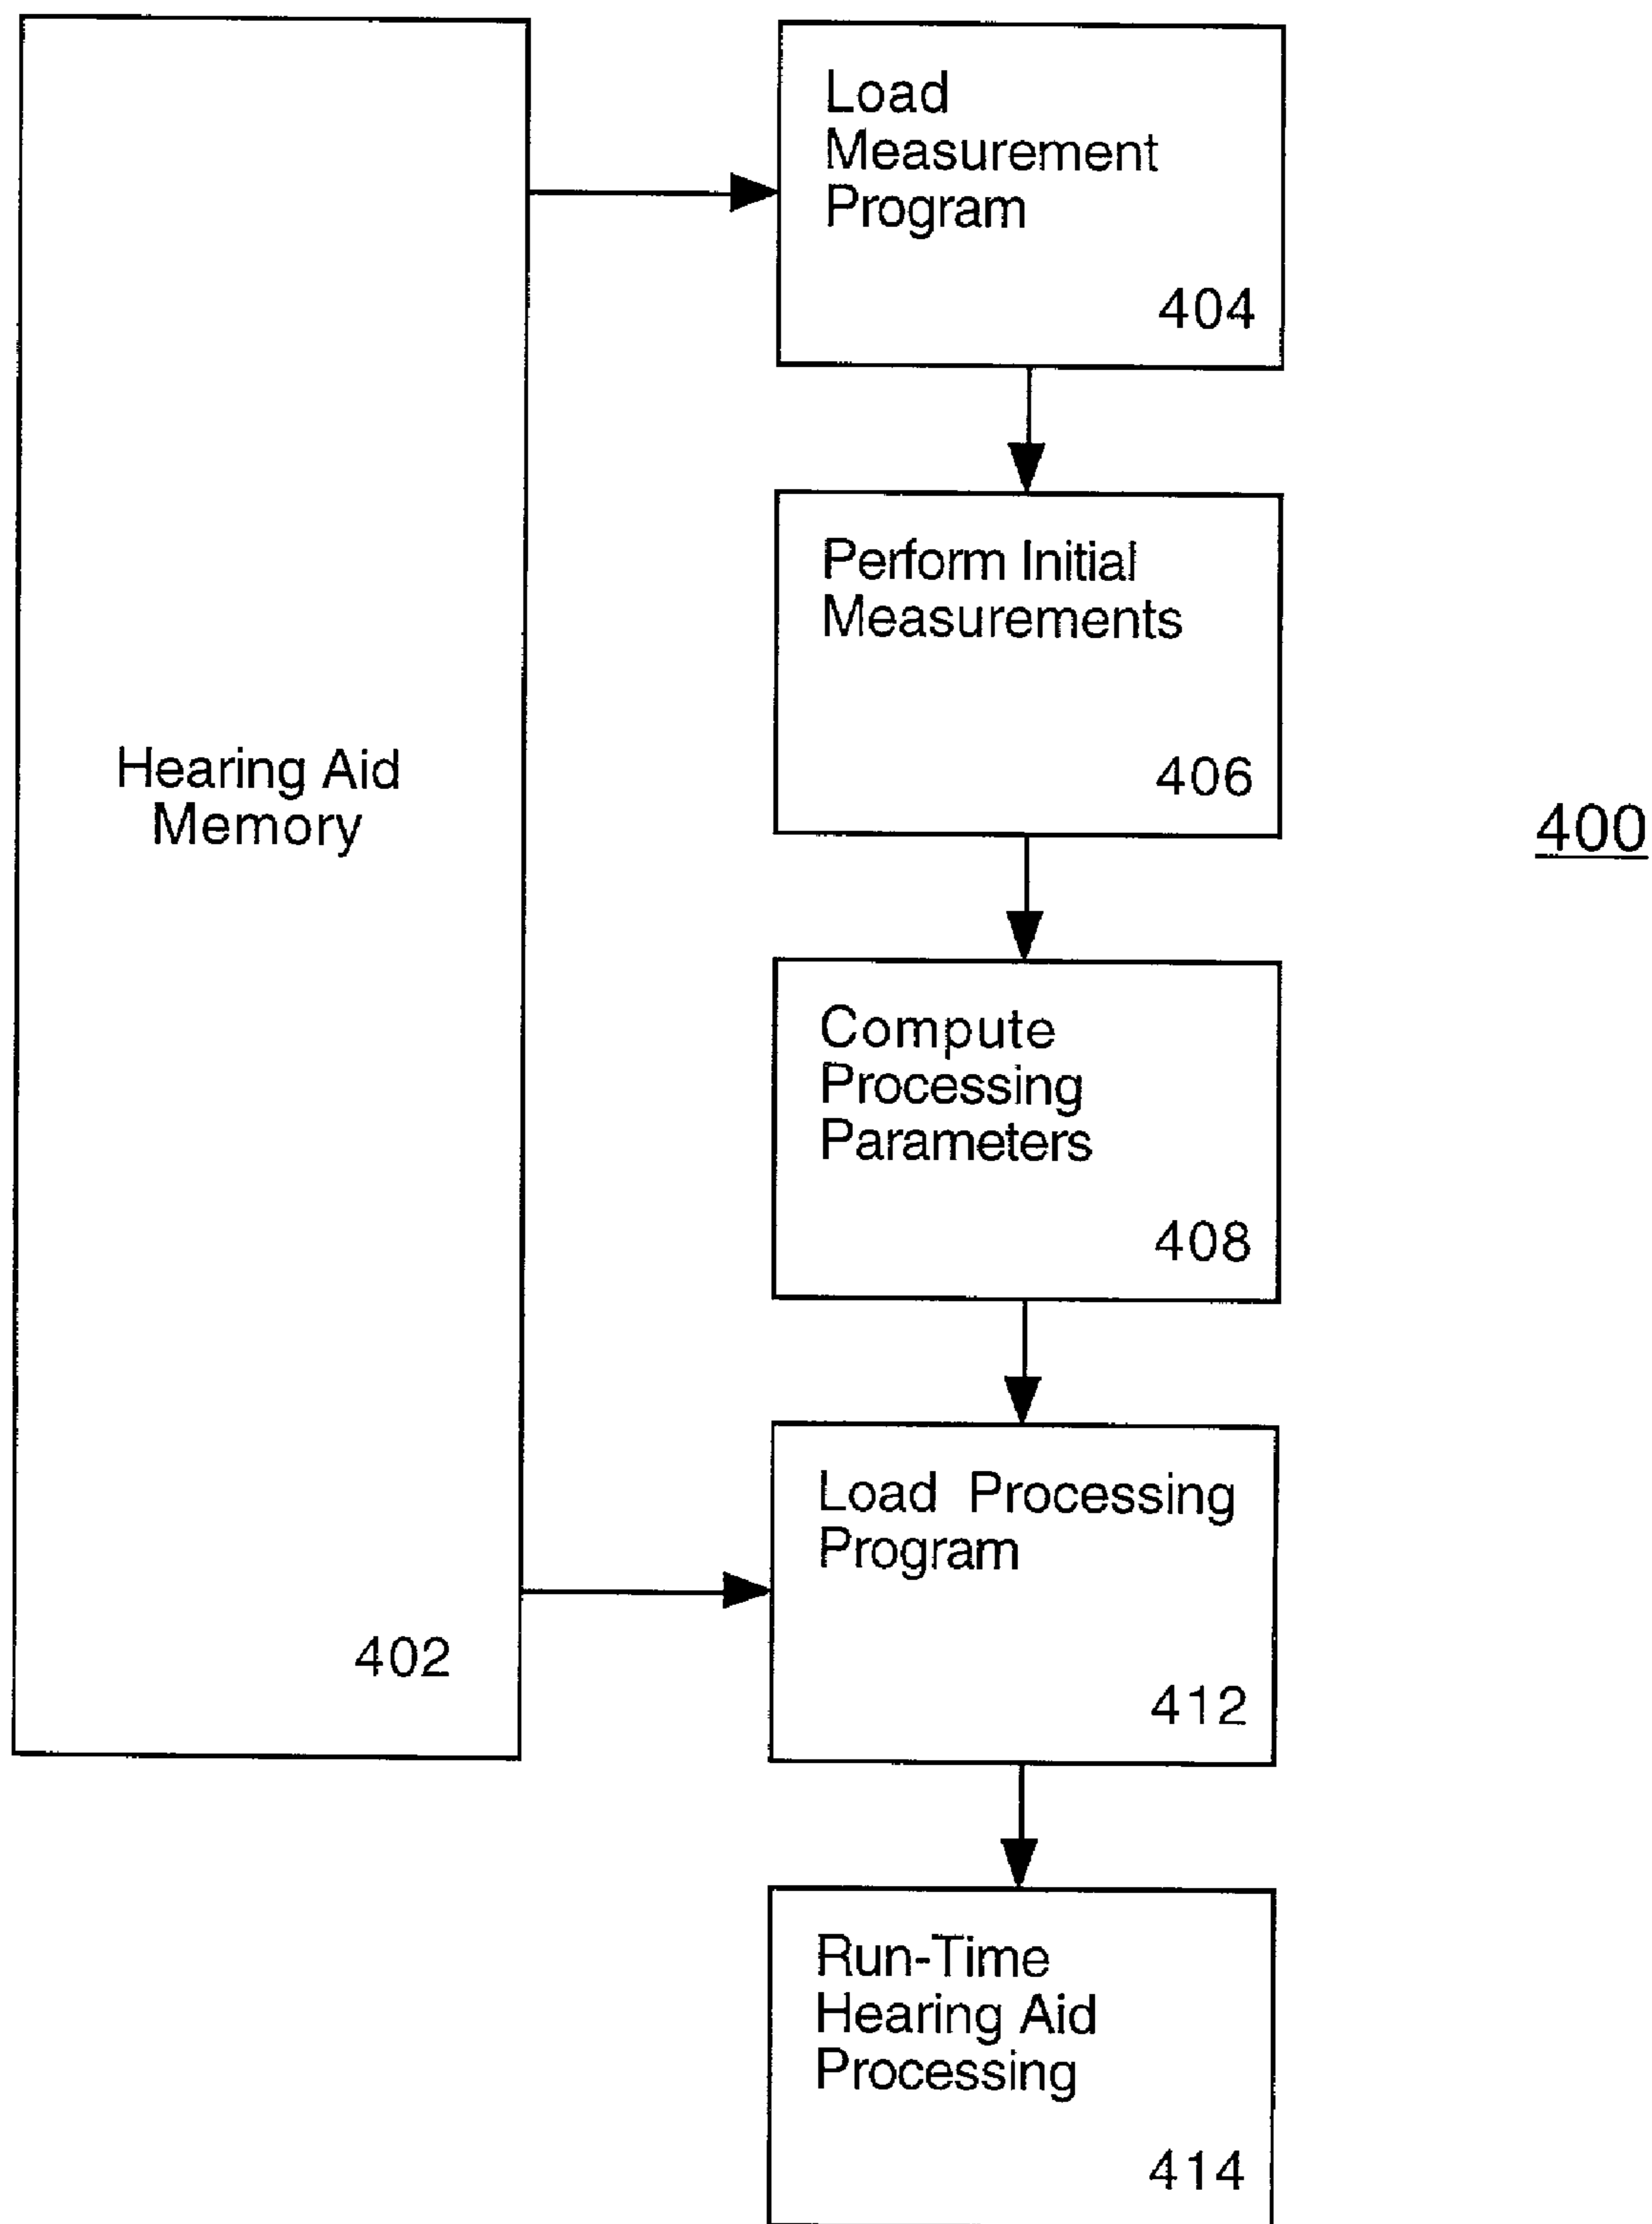 Load
Measurement
Program
404
Perform Initial
Measurements
406
Hearing Aid
Memory
400
Compute
Processing
Parameters
408
Load Processing
Program
402
412
Run-Time
Hearing Aid
Processing
414